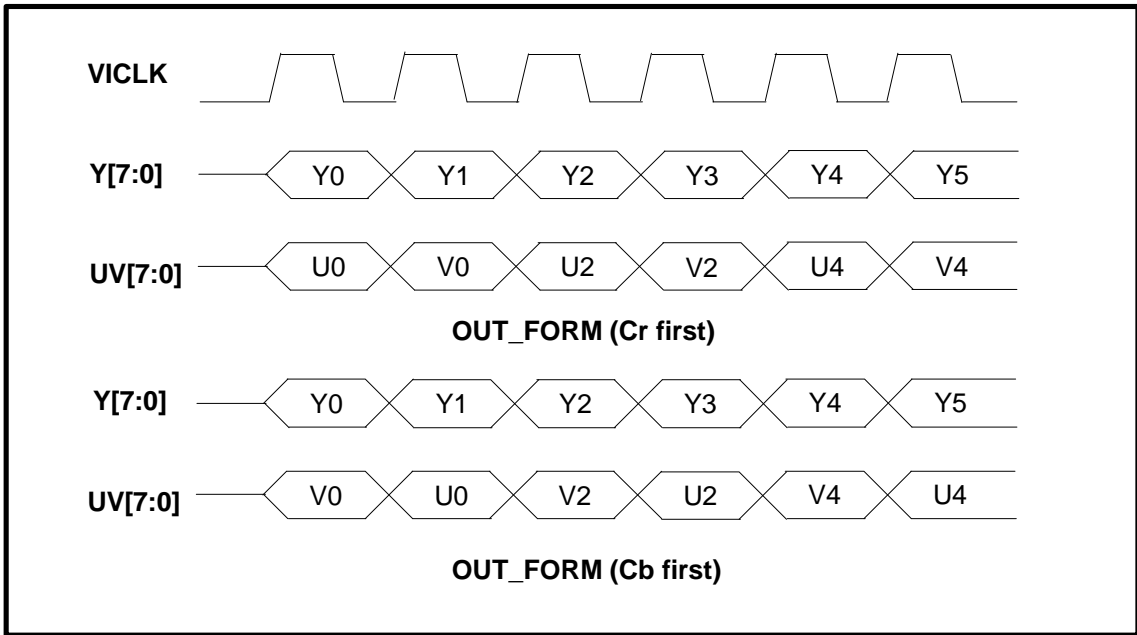 VICLK
Y[7:0] Y0 Y1 Y2 Y3 Y4 Y5
UV[7:0] U0 V0 U2 V2 U4 V4
OUT_FORM (Cr first)
Y[7:0] Y0 Y1 Y2 Y3 Y4 Y5
UV[7:0] V0 U0 V2 U2 V4 U4
OUT_FORM (Cb first)